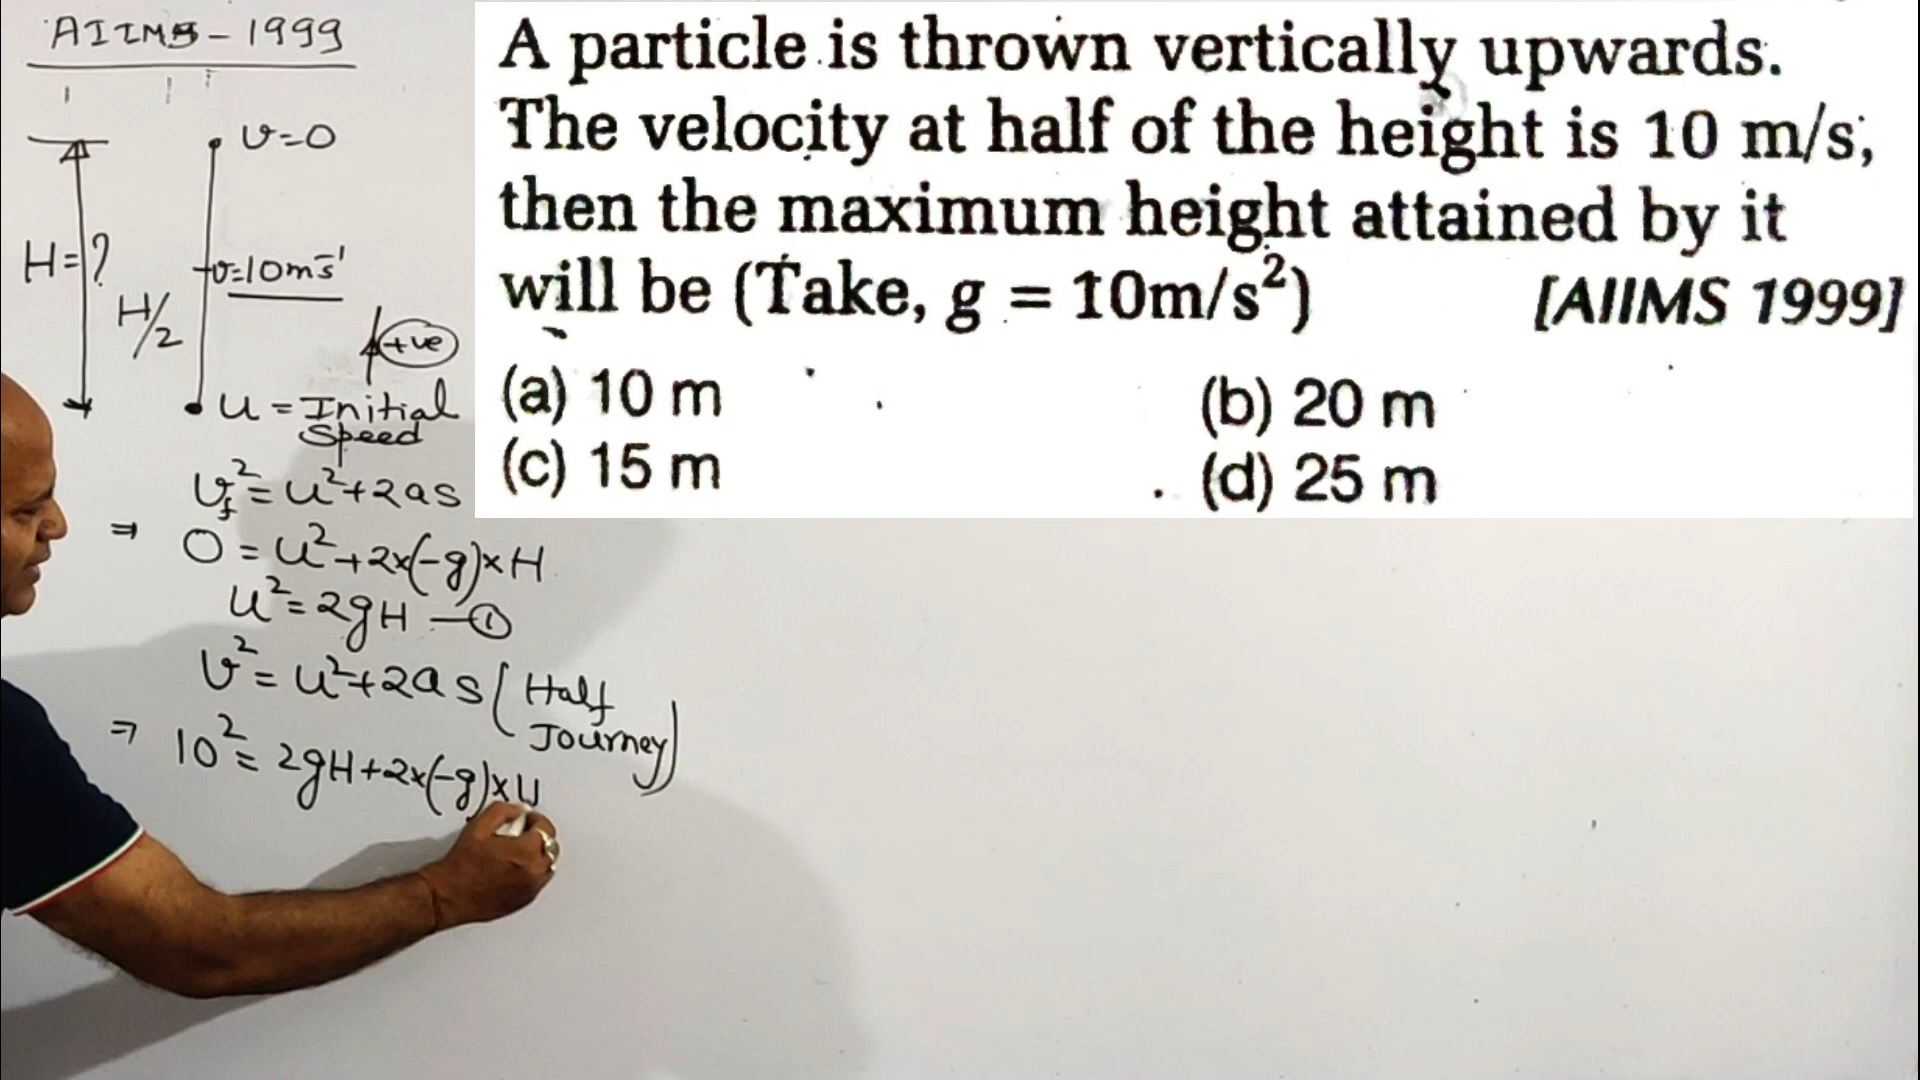 AIIMS - 1999
v=0
H=?
H/2
v=10ms⁻¹
+ve
u = Initial Speed
v_f² = u²+2as
⇒ 0 = u²+2×(-g)×H
u² = 2gH —①
v² = u²+2as (Half Journey)
⇒ 10² = 2gH+2×(-g)×
A particle is thrown vertically upwards.
The velocity at half of the height is 10 m/s,
then the maximum height attained by it
will be (Take, g = 10m/s²) [AIIMS 1999]
(a) 10 m (b) 20 m
(c) 15 m (d) 25 m